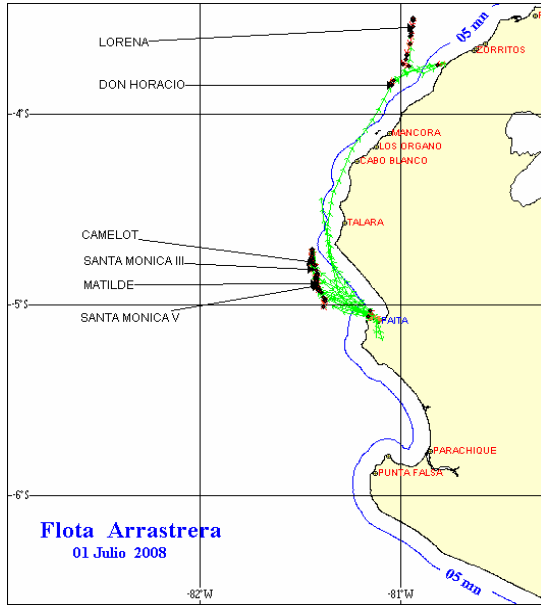 LORENA
05 mn
ZORRITOS
DON HORACIO
-4°S
MANCORA
LOS ORGANO
CABO BLANCO
TALARA
CAMELOT
SANTA MONICA III
MATILDE
SANTA MONICA V
-5°S
PAITA
PARACHIQUE
PUNTA FALSA
-6°S
Flota Arrastrera
01 Julio 2008
05 mn
-82°W
-81°W